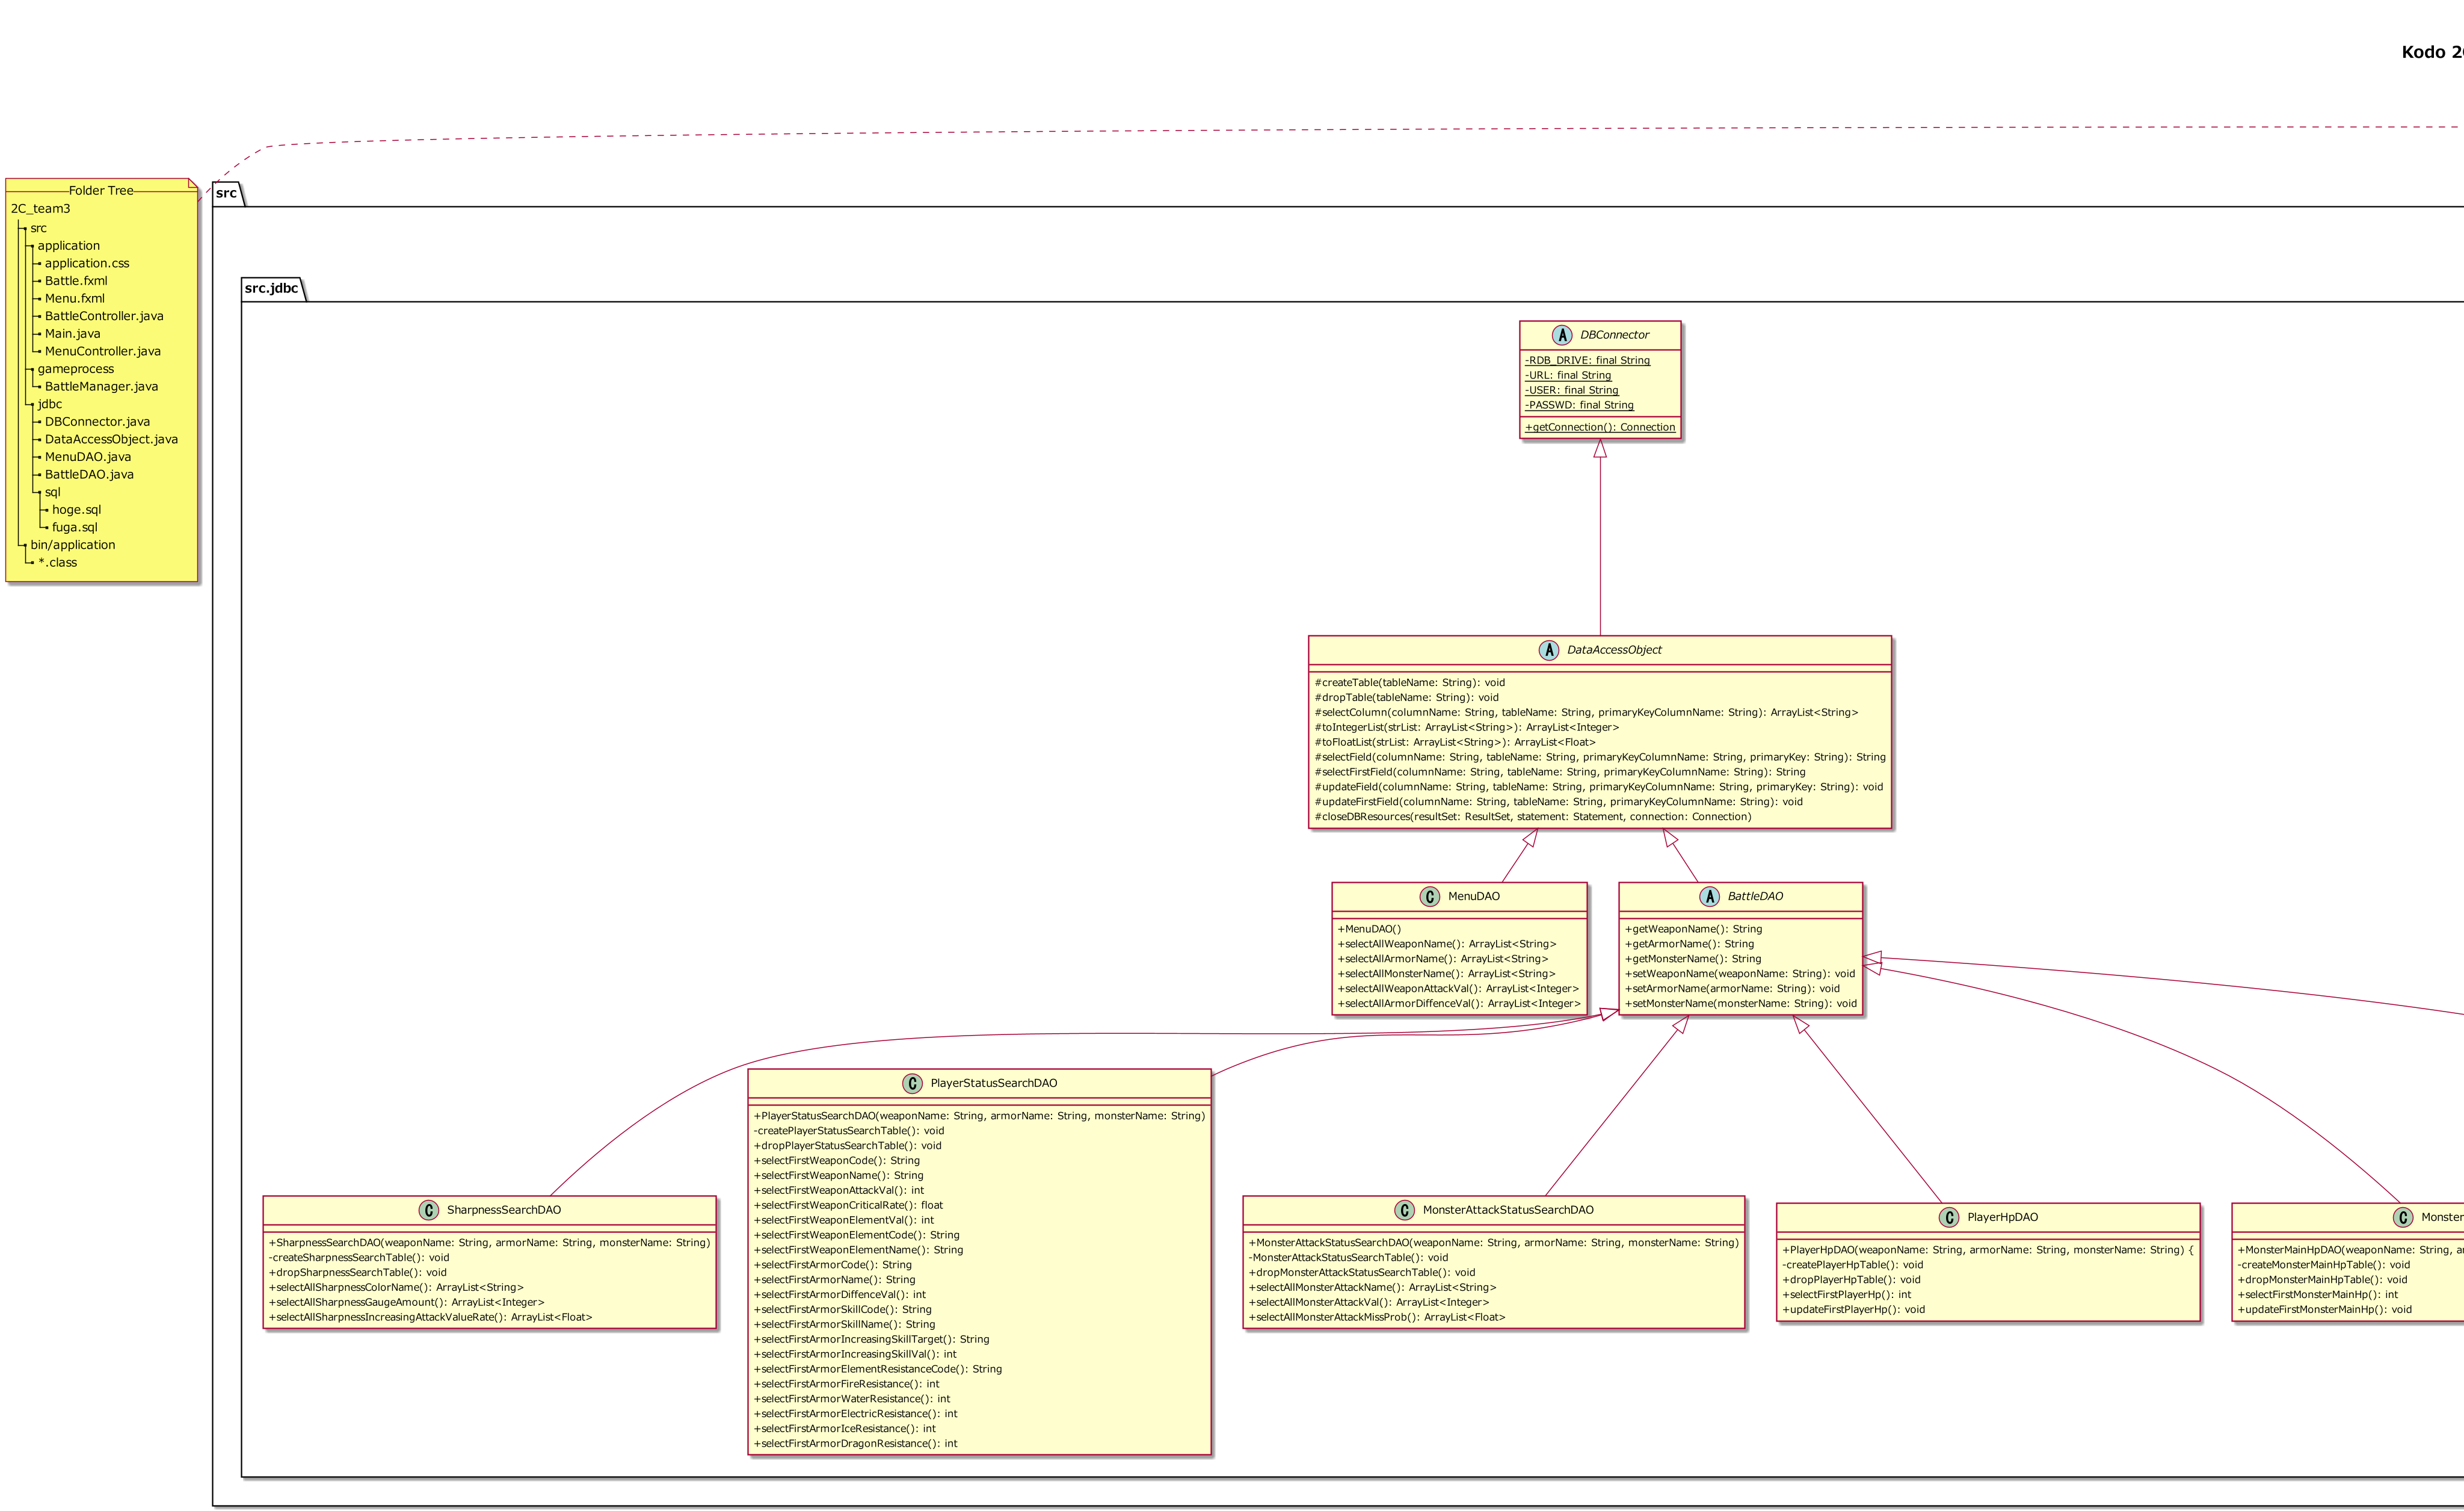 Kodo 2
Folder Tree
2C_team3
src
application
application.css
Battle.fxml
Menu.fxml
BattleController.java
Main.java
MenuController.java
gameprocess
BattleManager.java
jdbc
DBConnector.java
DataAccessObject.java
MenuDAO.java
BattleDAO.java
sql
hoge.sql
fuga.sql
bin/application
*.class
src
src.jdbc
A DBConnector
-RDB_DRIVE: final String
-URL: final String
-USER: final String
-PASSWD: final String
+getConnection(): Connection
A DataAccessObject
#createTable(tableName: String): void
#dropTable(tableName: String): void
#selectColumn(columnName: String, tableName: String, primaryKeyColumnName: String): ArrayList<String>
#toIntegerList(strList: ArrayList<String>): ArrayList<Integer>
#toFloatList(strList: ArrayList<String>): ArrayList<Float>
#selectField(columnName: String, tableName: String, primaryKeyColumnName: String, primaryKey: String): String
#selectFirstField(columnName: String, tableName: String, primaryKeyColumnName: String): String
#updateField(columnName: String, tableName: String, primaryKeyColumnName: String, primaryKey: String): void
#updateFirstField(columnName: String, tableName: String, primaryKeyColumnName: String): void
#closeDBResources(resultSet: ResultSet, statement: Statement, connection: Connection)
C MenuDAO
+MenuDAO()
+selectAllWeaponName(): ArrayList<String>
+selectAllArmorName(): ArrayList<String>
+selectAllMonsterName(): ArrayList<String>
+selectAllWeaponAttackVal(): ArrayList<Integer>
+selectAllArmorDiffenceVal(): ArrayList<Integer>
A BattleDAO
+getWeaponName(): String
+getArmorName(): String
+getMonsterName(): String
+setWeaponName(weaponName: String): void
+setArmorName(armorName: String): void
+setMonsterName(monsterName: String): void
C SharpnessSearchDAO
+SharpnessSearchDAO(weaponName: String, armorName: String, monsterName: String)
-createSharpnessSearchTable(): void
+dropSharpnessSearchTable(): void
+selectAllSharpnessColorName(): ArrayList<String>
+selectAllSharpnessGaugeAmount(): ArrayList<Integer>
+selectAllSharpnessIncreasingAttackValueRate(): ArrayList<Float>
C PlayerStatusSearchDAO
+PlayerStatusSearchDAO(weaponName: String, armorName: String, monsterName: String)
-createPlayerStatusSearchTable(): void
+dropPlayerStatusSearchTable(): void
+selectFirstWeaponCode(): String
+selectFirstWeaponName(): String
+selectFirstWeaponAttackVal(): int
+selectFirstWeaponCriticalRate(): float
+selectFirstWeaponElementVal(): int
+selectFirstWeaponElementCode(): String
+selectFirstWeaponElementName(): String
+selectFirstArmorCode(): String
+selectFirstArmorName(): String
+selectFirstArmorDiffenceVal(): int
+selectFirstArmorSkillCode(): String
+selectFirstArmorSkillName(): String
+selectFirstArmorIncreasingSkillTarget(): String
+selectFirstArmorIncreasingSkillVal(): int
+selectFirstArmorElementResistanceCode(): String
+selectFirstArmorFireResistance(): int
+selectFirstArmorWaterResistance(): int
+selectFirstArmorElectricResistance(): int
+selectFirstArmorIceResistance(): int
+selectFirstArmorDragonResistance(): int
C MonsterAttackStatusSearchDAO
+MonsterAttackStatusSearchDAO(weaponName: String, armorName: String, monsterName: String)
-MonsterAttackStatusSearchTable(): void
+dropMonsterAttackStatusSearchTable(): void
+selectAllMonsterAttackName(): ArrayList<String>
+selectAllMonsterAttackVal(): ArrayList<Integer>
+selectAllMonsterAttackMissProb(): ArrayList<Float>
C PlayerHpDAO
+PlayerHpDAO(weaponName: String, armorName: String, monsterName: String) {
-createPlayerHpTable(): void
+dropPlayerHpTable(): void
+selectFirstPlayerHp(): int
+updateFirstPlayerHp(): void
C Monster
+MonsterMainHpDAO(weaponName: String, a
-createMonsterMainHpTable(): void
+dropMonsterMainHpTable(): void
+selectFirstMonsterMainHp(): int
+updateFirstMonsterMainHp(): void